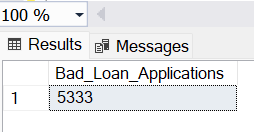 100 %
Results Messages
Bad_Loan_Applications
1 5333